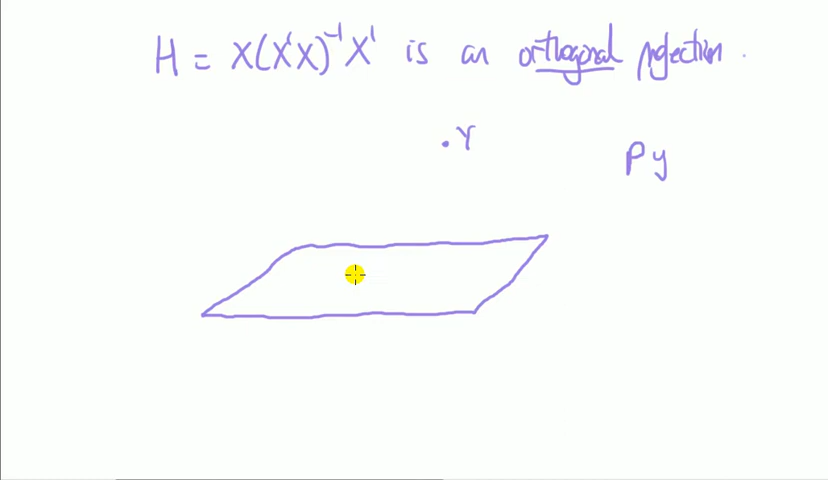 H = X(X'X)⁻¹X' is an orthogonal projection.
. Y
Py